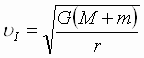 υ_I = √(G(M + m)/r)